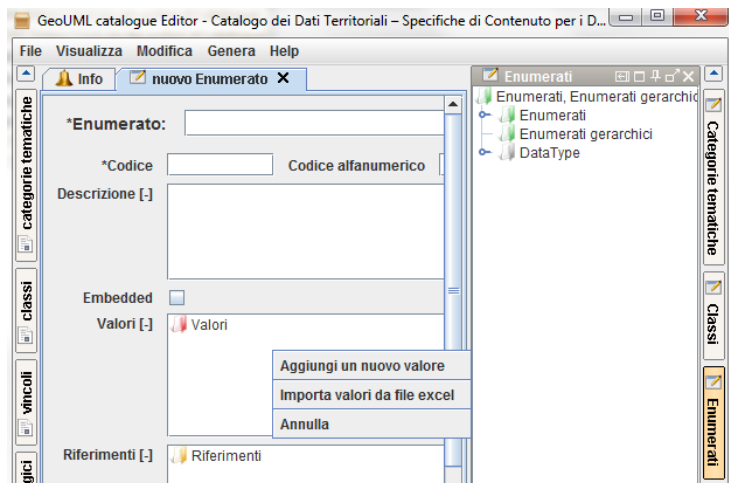 GeoUML catalogue Editor - Catalogo dei Dati Territoriali – Specifiche di Contenuto per i D...
File Visualizza Modifica Genera Help
Info
nuovo Enumerato
*Enumerato:
*Codice
Codice alfanumerico
Descrizione [-]
Embedded
Valori [-]
Valori
Aggiungi un nuovo valore
Importa valori da file excel
Annulla
Riferimenti [-]
Riferimenti
categorie tematiche
classi
vincoli
gici
Enumerati
Enumerati, Enumerati gerarchic
Enumerati
Enumerati gerarchici
DataType
Categorie tematiche
Classi
Enumerati